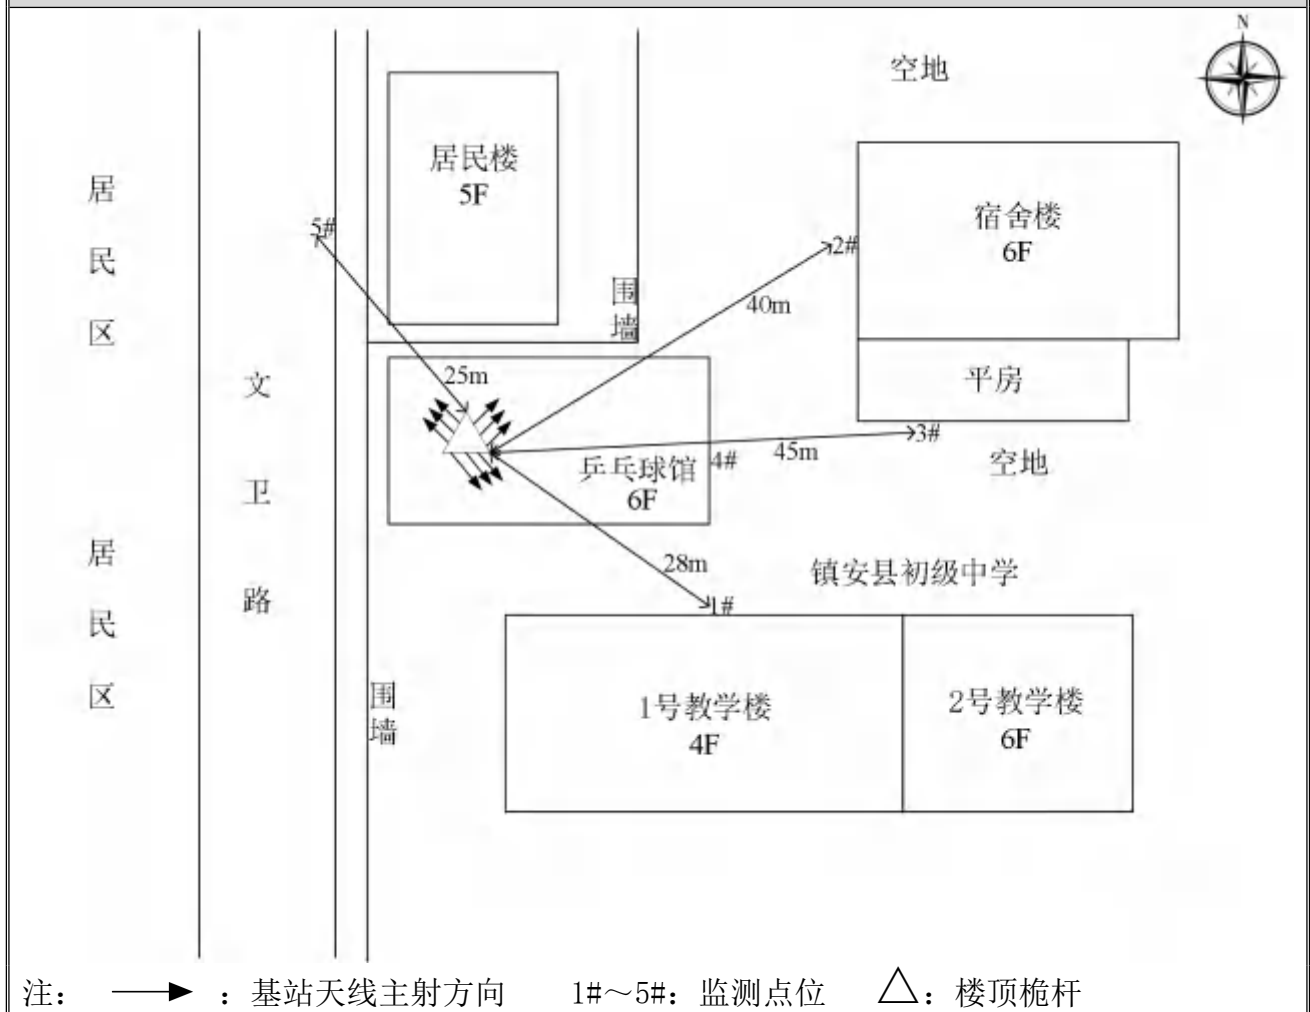 N
空地
居民楼
5F
居民区
宿舍楼
6F
5#
2#
围墙
40m
平房
文卫路
25m
3#
45m
4#
空地
乒乓球馆
6F
28m
镇安县初级中学
居民区
1#
围墙
1号教学楼
4F
2号教学楼
6F
注： ：基站天线主射方向 1#～5#：监测点位 △：楼顶桅杆